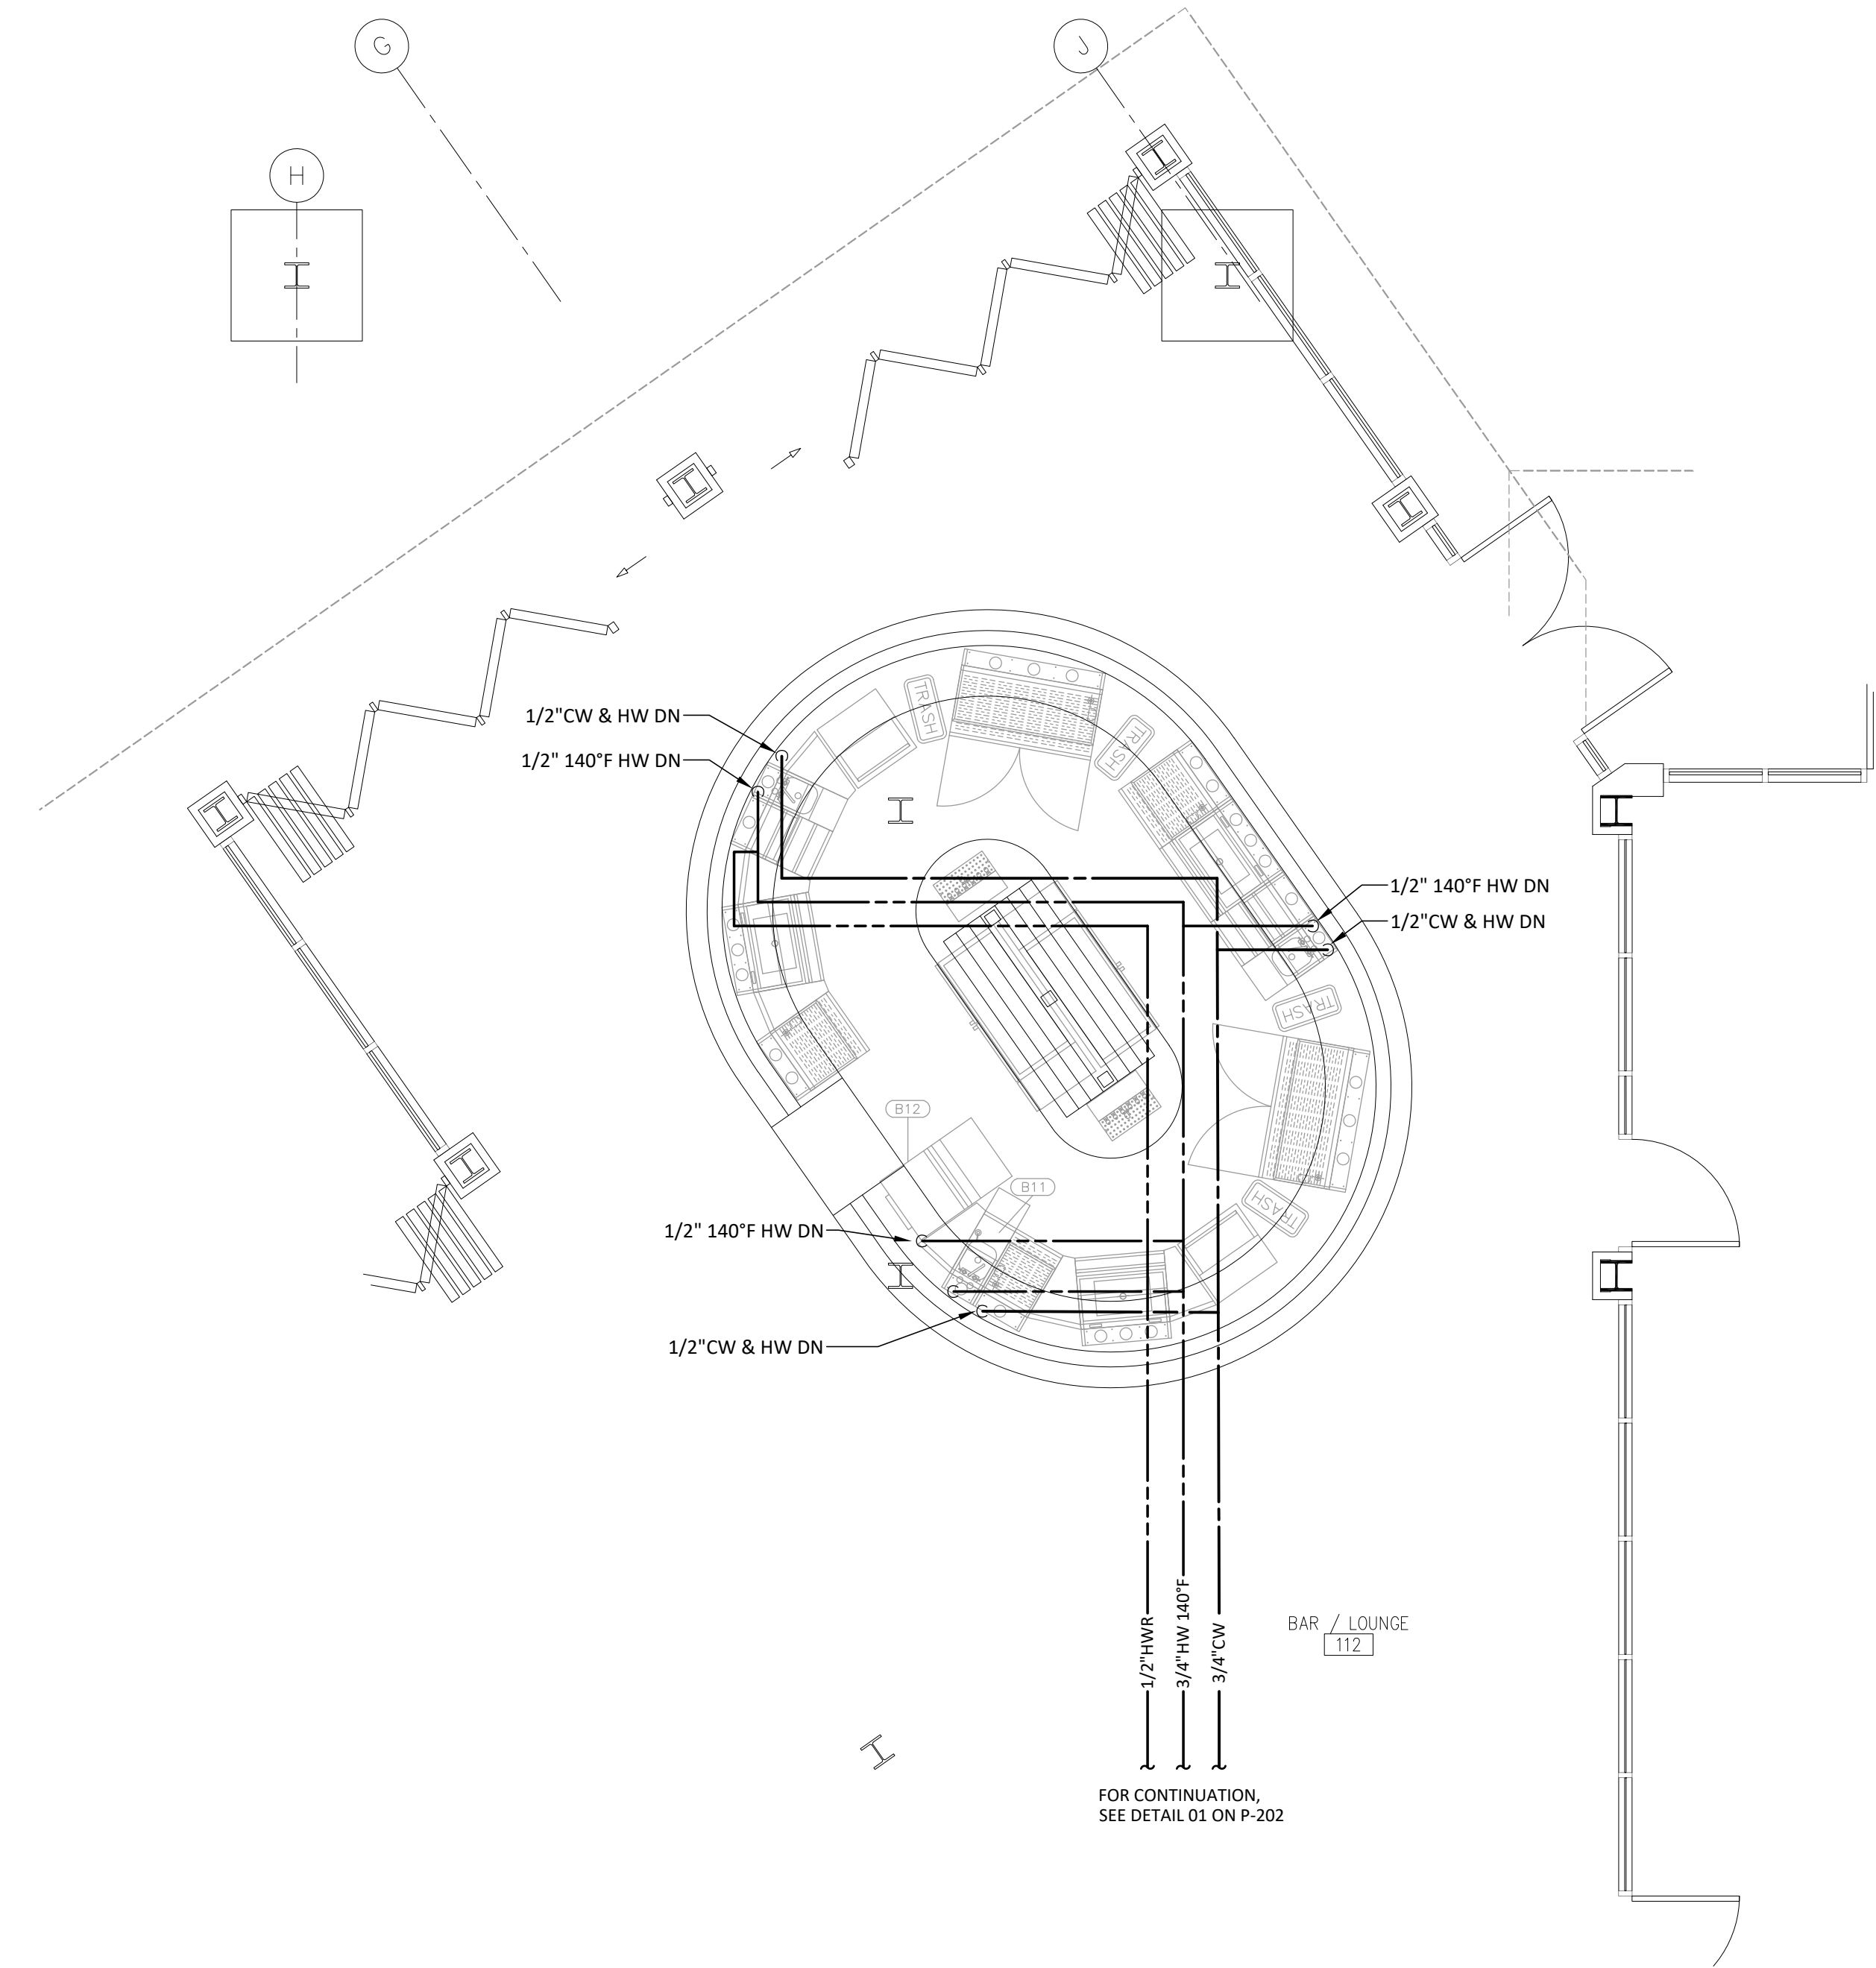 G
J
H
TRASH
TRASH
1/2"CW & HW DN
1/2" 140°F HW DN
1/2" 140°F HW DN
1/2"CW & HW DN
TRASH
B12
B11
TRASH
1/2" 140°F HW DN
1/2"CW & HW DN
1/2"HWR
3/4"HW 140°F
3/4"CW
BAR / LOUNGE
112
FOR CONTINUATION,
SEE DETAIL 01 ON P-202